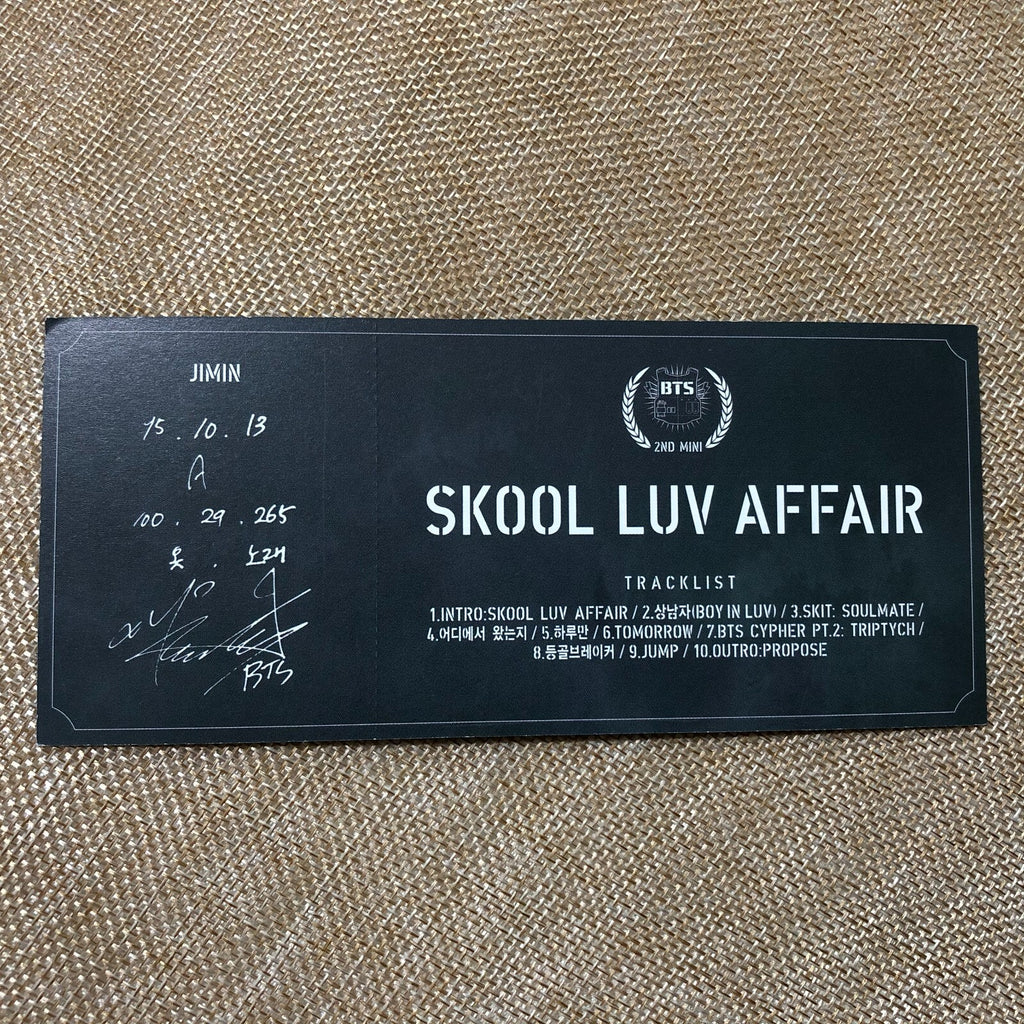 JIMIN
95.10.13
A
100.29.265
옷.노래
BTS
BTS
2ND MINI
SKOOL LUV AFFAIR
TRACKLIST
1.INTRO:SKOOL LUV AFFAIR / 2.상남자(BOY IN LUV) / 3.SKIT: SOULMATE /
4.어디에서 왔는지 / 5.하루만 / 6.TOMORROW / 7.BTS CYPHER PT.2: TRIPTYCH /
8.등골브레이커 / 9.JUMP / 10.OUTRO:PROPOSE